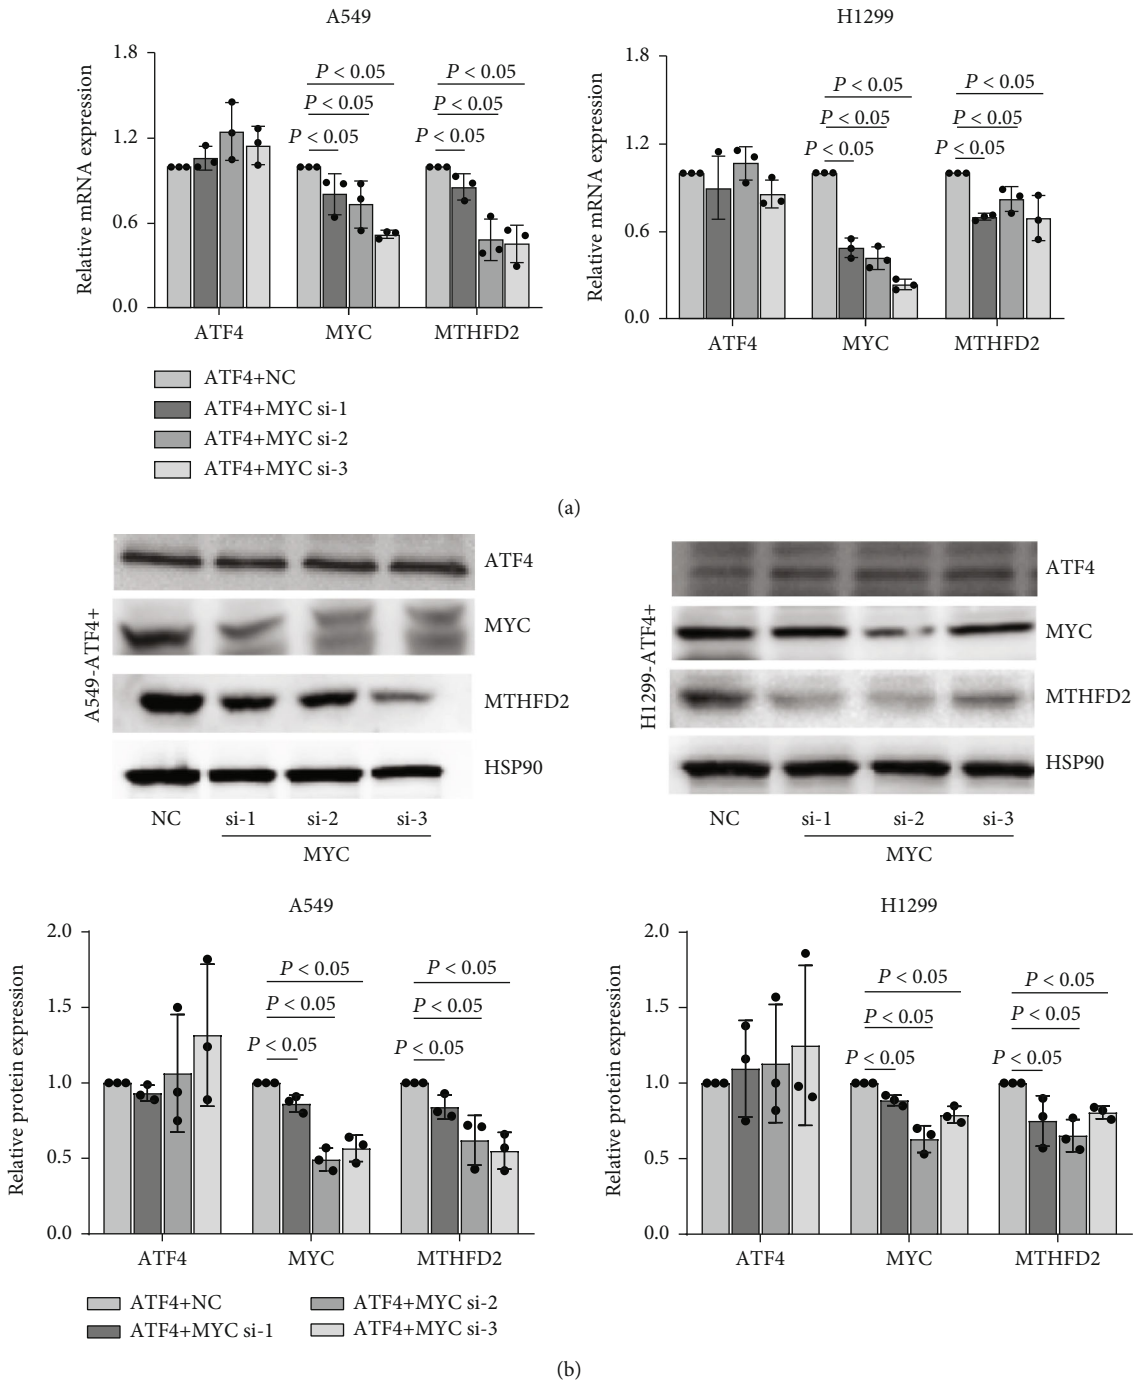 A549
Relative mRNA expression
1.8
1.2
0.6
0.0
P < 0.05
P < 0.05
P < 0.05
P < 0.05
P < 0.05
P < 0.05
ATF4
MYC
MTHFD2
H1299
Relative mRNA expression
1.8
1.2
0.6
0.0
P < 0.05
P < 0.05
P < 0.05
P < 0.05
P < 0.05
P < 0.05
ATF4
MYC
MTHFD2
ATF4+NC
ATF4+MYC si-1
ATF4+MYC si-2
ATF4+MYC si-3
(a)
A549-ATF4+
ATF4
MYC
MTHFD2
HSP90
NC si-1 si-2 si-3
MYC
H1299-ATF4+
ATF4
MYC
MTHFD2
HSP90
NC si-1 si-2 si-3
MYC
A549
Relative protein expression
2.0
1.5
1.0
0.5
0.0
P < 0.05
P < 0.05
P < 0.05
P < 0.05
P < 0.05
P < 0.05
ATF4
MYC
MTHFD2
H1299
Relative protein expression
2.0
1.5
1.0
0.5
0.0
P < 0.05
P < 0.05
P < 0.05
P < 0.05
P < 0.05
P < 0.05
ATF4
MYC
MTHFD2
ATF4+NC
ATF4+MYC si-1
ATF4+MYC si-2
ATF4+MYC si-3
(b)